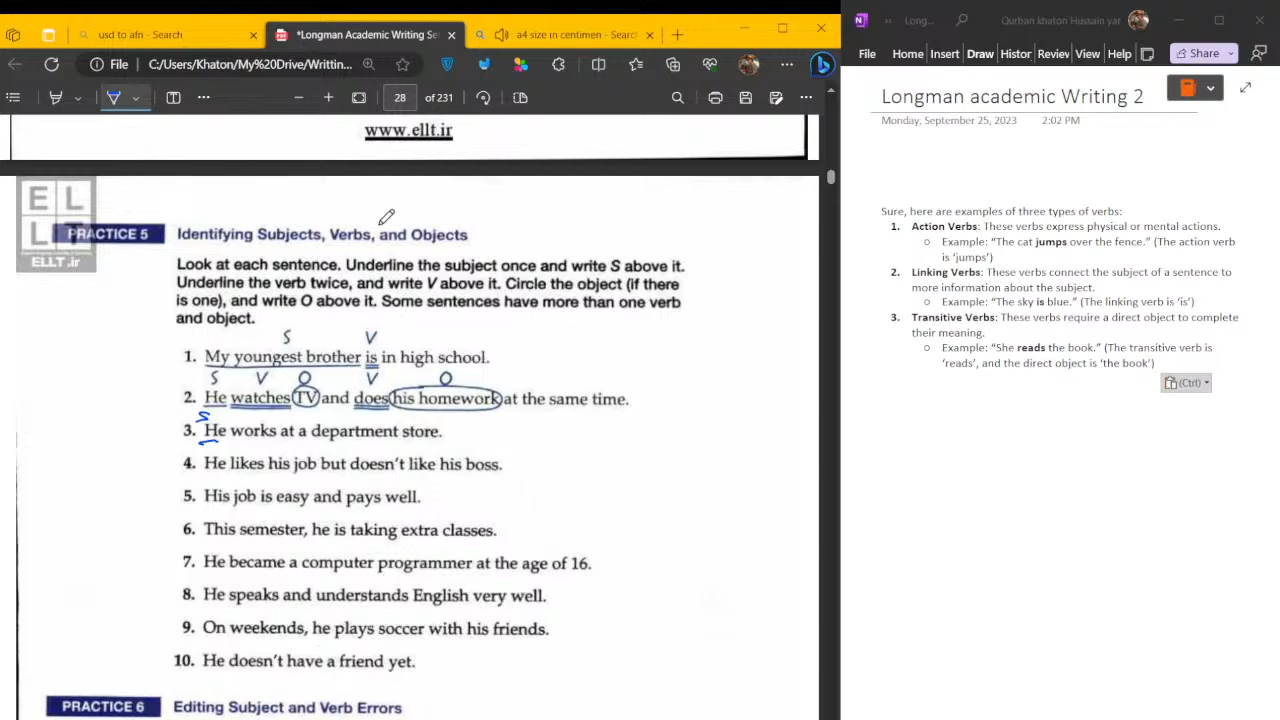 usd to afn - Search
*Longman Academic Writing Se
a4 size in centimen - Search
Long...
Qurban khuton Hussain yar
File
C:/Users/Khaton/My%20Drive/Writtin...
File Home Insert Draw Histor Review View Help
Share
28 of 231
Longman academic Writing 2
Monday, September 25, 2023 2:02 PM
www.ellt.ir
ELLT
ELLT.ir
PRACTICE 5 Identifying Subjects, Verbs, and Objects
Look at each sentence. Underline the subject once and write S above it.
Underline the verb twice, and write V above it. Circle the object (if there
is one), and write O above it. Some sentences have more than one verb
and object.
S V
1. My youngest brother is in high school.
S V O V O
2. He watches TV and does his homework at the same time.
S
3. He works at a department store.
4. He likes his job but doesn't like his boss.
5. His job is easy and pays well.
6. This semester, he is taking extra classes.
7. He became a computer programmer at the age of 16.
8. He speaks and understands English very well.
9. On weekends, he plays soccer with his friends.
10. He doesn't have a friend yet.
PRACTICE 6 Editing Subject and Verb Errors
Sure, here are examples of three types of verbs:
1. Action Verbs: These verbs express physical or mental actions.
○ Example: "The cat jumps over the fence." (The action verb
is 'jumps')
2. Linking Verbs: These verbs connect the subject of a sentence to
more information about the subject.
○ Example: "The sky is blue." (The linking verb is 'is')
3. Transitive Verbs: These verbs require a direct object to complete
their meaning.
○ Example: "She reads the book." (The transitive verb is
'reads', and the direct object is 'the book')
(Ctrl)